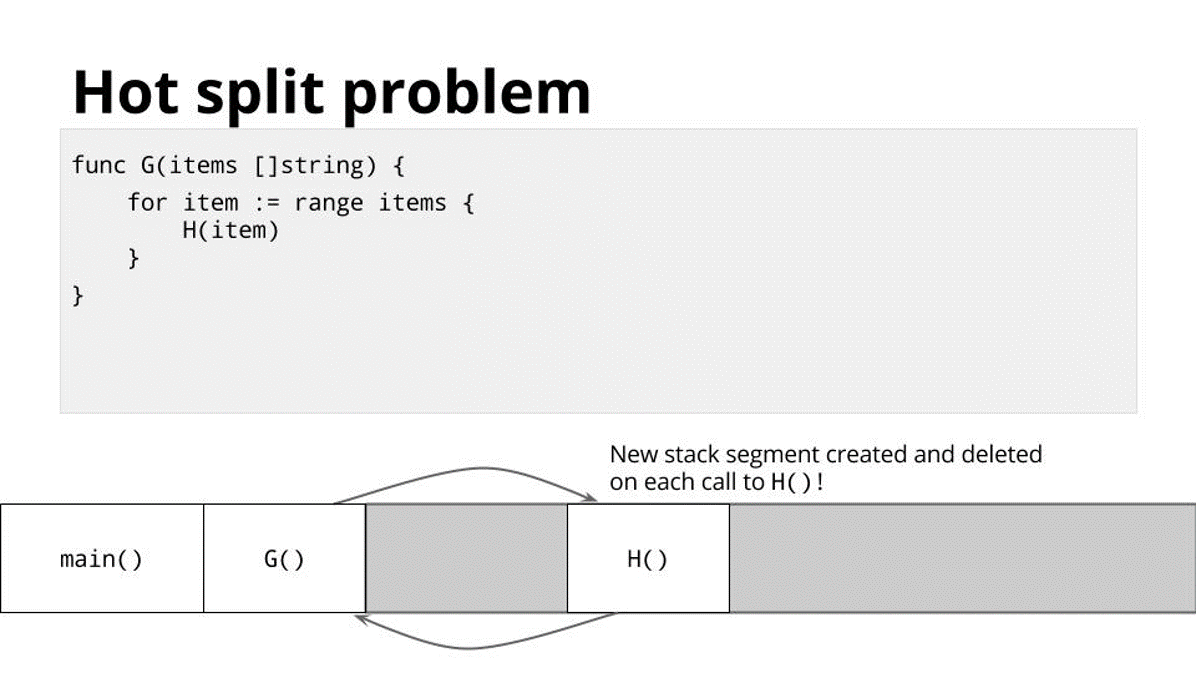 Hot split problem
func G(items []string) {
    for item := range items {
        H(item)
    }
}
New stack segment created and deleted
on each call to H()!
main()
G()
H()